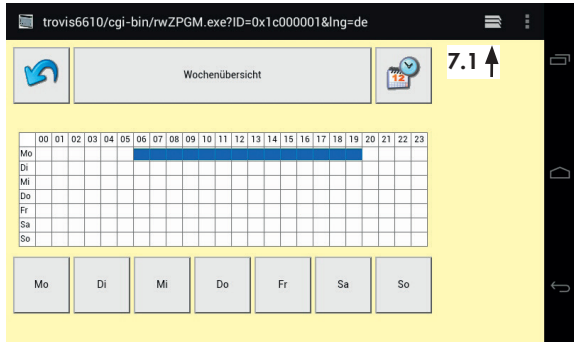 trovis6610/cgi-bin/rwZPGM.exe?ID=0x1c000001&lng=de
7.1
Wochenübersicht
12
00 01 02 03 04 05 06 07 08 09 10 11 12 13 14 15 16 17 18 19 20 21 22 23
Mo
Di
Mi
Do
Fr
Sa
So
Mo Di Mi Do Fr Sa So